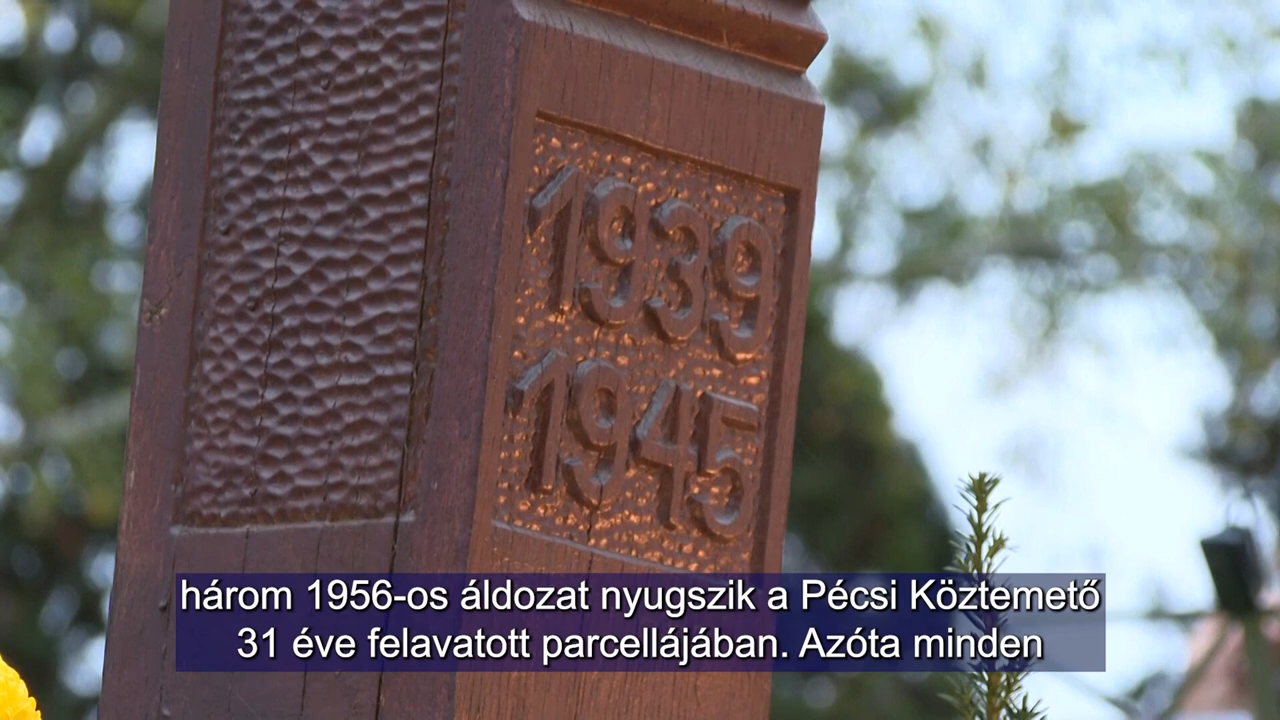 1939
1945
három 1956-os áldozat nyugszik a Pécsi Köztemető
31 éve felavatott parcellájában. Azóta minden